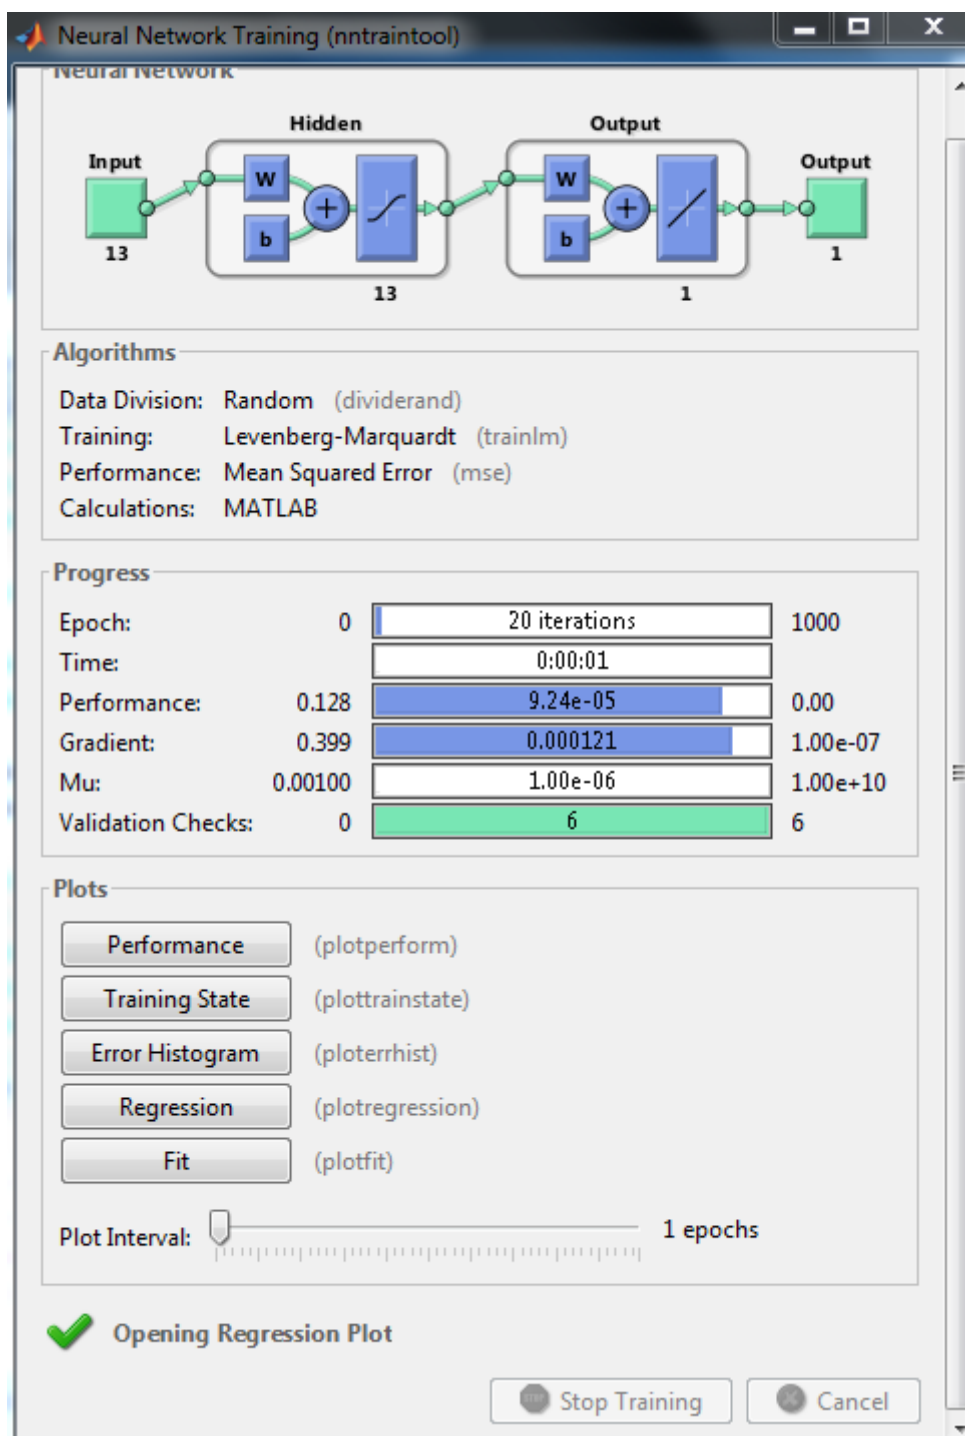 Neural Network Training (nntraintool)
Neural Network
Hidden Output
Input Output
W W
b b
13 1
13 1
Algorithms
Data Division: Random (dividerand)
Training: Levenberg-Marquardt (trainlm)
Performance: Mean Squared Error (mse)
Calculations: MATLAB
Progress
Epoch: 0 20 iterations 1000
Time: 0:00:01
Performance: 0.128 9.24e-05 0.00
Gradient: 0.399 0.000121 1.00e-07
Mu: 0.00100 1.00e-06 1.00e+10
Validation Checks: 0 6 6
Plots
Performance (plotperform)
Training State (plottrainstate)
Error Histogram (ploterrhist)
Regression (plotregression)
Fit (plotfit)
Plot Interval: 1 epochs
Opening Regression Plot
Stop Training Cancel